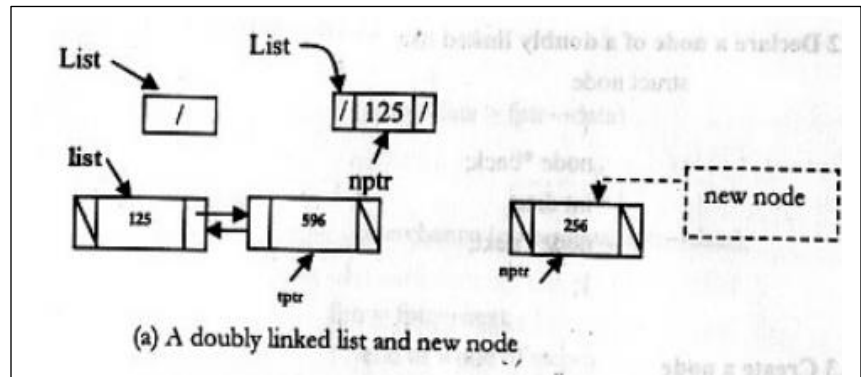 List
List
/
/ 125 /
list
nptr
125
596
256
new node
nptr
tptr
(a) A doubly linked list and new node